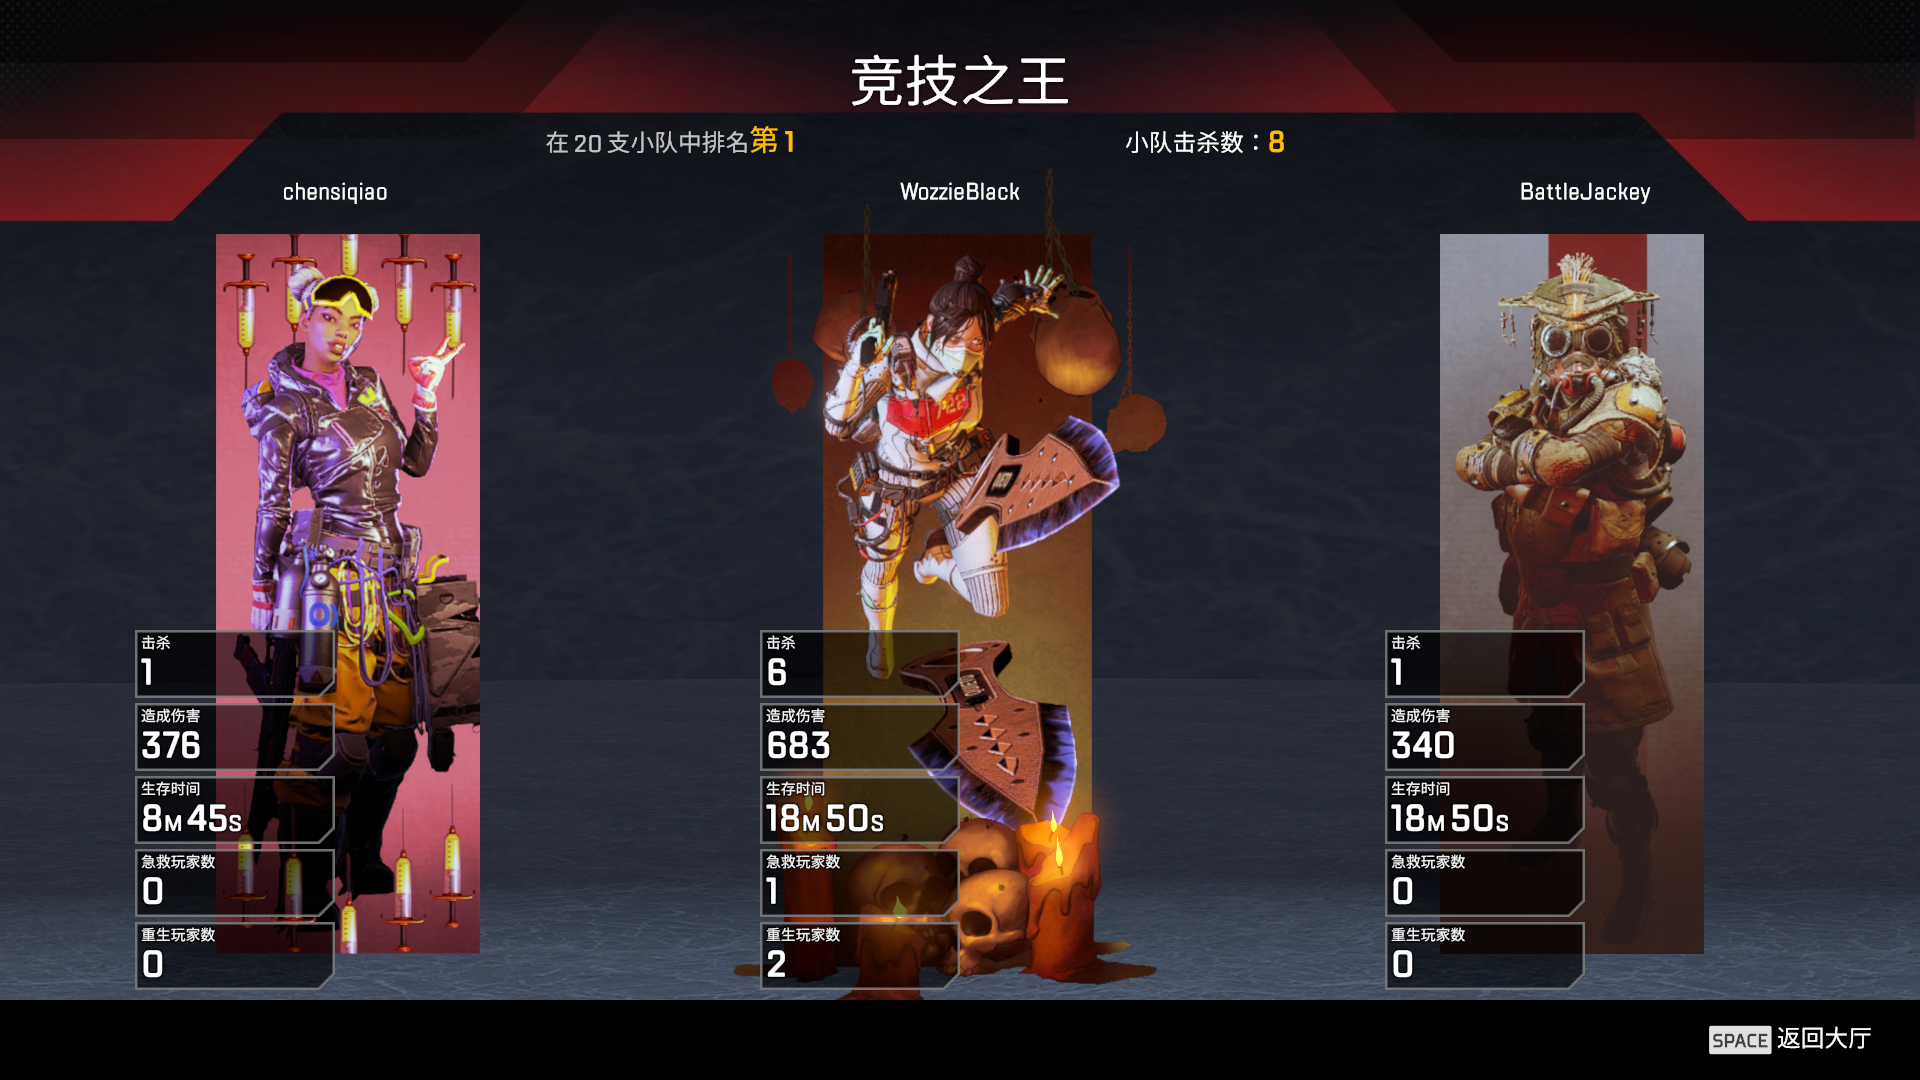 竞技之王
在 20 支小队中排名第 1
小队击杀数：8
chensiqiao
WozzieBlack
BattleJackey
击杀
1
造成伤害
376
生存时间
8M 45S
急救玩家数
0
重生玩家数
0
击杀
6
造成伤害
683
生存时间
18M 50S
急救玩家数
1
重生玩家数
2
击杀
1
造成伤害
340
生存时间
18M 50S
急救玩家数
0
重生玩家数
0
SPACE 返回大厅